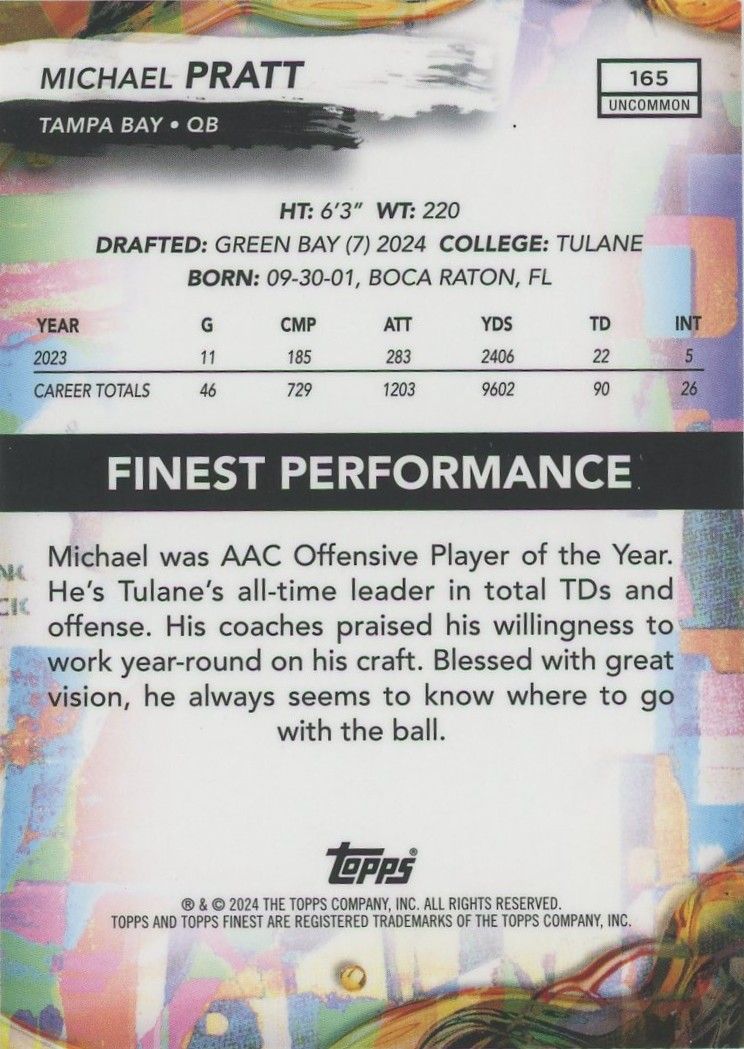 MICHAEL PRATT
TAMPA BAY • QB
165
UNCOMMON
HT: 6'3" WT: 220
DRAFTED: GREEN BAY (7) 2024 COLLEGE: TULANE
BORN: 09-30-01, BOCA RATON, FL
YEAR G CMP ATT YDS TD INT
2023 11 185 283 2406 22 5
CAREER TOTALS 46 729 1203 9602 90 26
FINEST PERFORMANCE
Michael was AAC Offensive Player of the Year.
He's Tulane's all-time leader in total TDs and
offense. His coaches praised his willingness to
work year-round on his craft. Blessed with great
vision, he always seems to know where to go
with the ball.
Topps®
® & © 2024 THE TOPPS COMPANY, INC. ALL RIGHTS RESERVED.
TOPPS AND TOPPS FINEST ARE REGISTERED TRADEMARKS OF THE TOPPS COMPANY, INC.